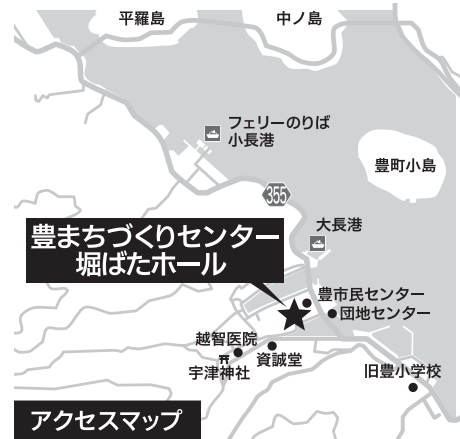 平羅島
中ノ島
フェリーのりば
小長港
豊町小島
355
大長港
豊まちづくりセンター
堀ばたホール
豊市民センター
団地センター
越智医院
資誠堂
宇津神社
旧豊小学校
アクセスマップ